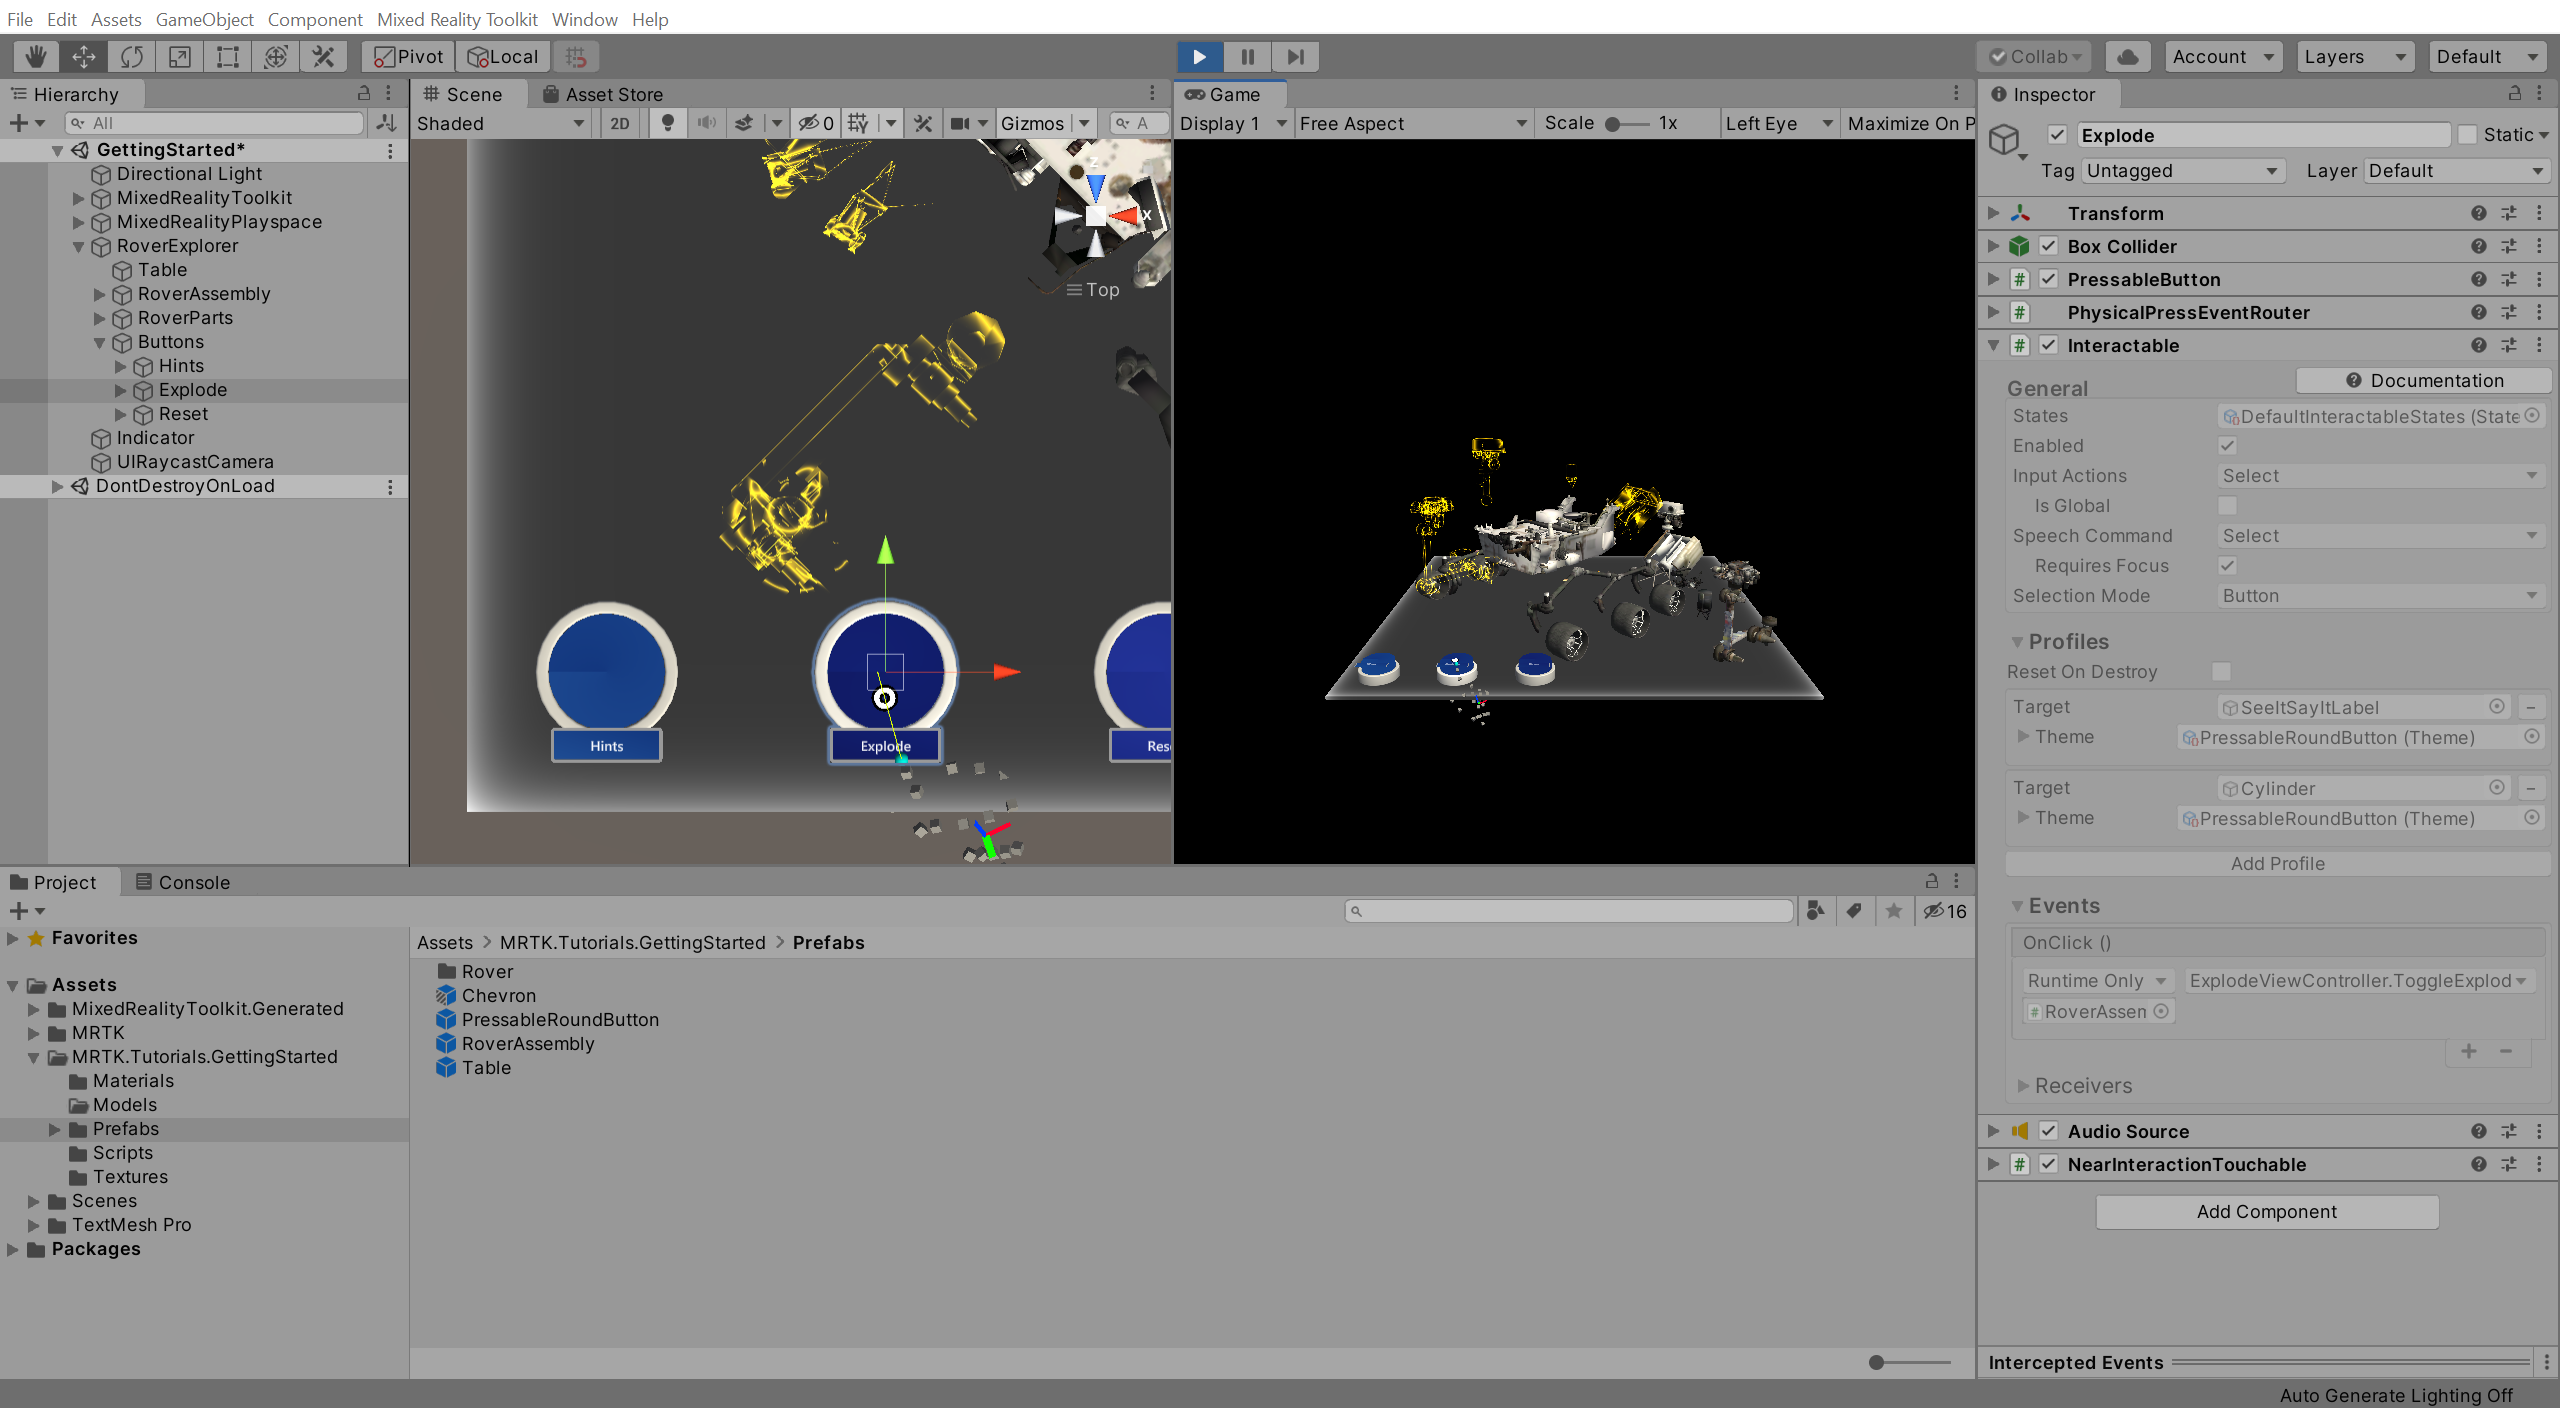 File Edit Assets GameObject Component Mixed Reality Toolkit Window Help
Pivot Local Collab Account Layers Default
Hierarchy
All
GettingStarted*
Directional Light
MixedRealityToolkit
MixedRealityPlayspace
RoverExplorer
Table
RoverAssembly
RoverParts
Buttons
Hints
Explode
Reset
Indicator
UIRaycastCamera
DontDestroyOnLoad
Scene Asset Store
Shaded 2D 0 Gizmos A
z
x
Top
Hints
Explode
Res
Game
Display 1 Free Aspect Scale 1x Left Eye Maximize On P
Inspector
Explode Static
Tag Untagged Layer Default
Transform
Box Collider
PressableButton
PhysicalPressEventRouter
Interactable
General Documentation
States DefaultInteractableStates (State
Enabled
Input Actions Select
Is Global
Speech Command Select
Requires Focus
Selection Mode Button
Profiles
Reset On Destroy
Target SeeItSayItLabel
Theme PressableRoundButton (Theme)
Target Cylinder
Theme PressableRoundButton (Theme)
Add Profile
Events
OnClick ()
Runtime Only ExplodeViewController.ToggleExplod
RoverAssem
Receivers
Audio Source
NearInteractionTouchable
Add Component
Intercepted Events
Project Console
16
Favorites
Assets
MixedRealityToolkit.Generated
MRTK
MRTK.Tutorials.GettingStarted
Materials
Models
Prefabs
Scripts
Textures
Scenes
TextMesh Pro
Packages
Assets > MRTK.Tutorials.GettingStarted > Prefabs
Rover
Chevron
PressableRoundButton
RoverAssembly
Table
Auto Generate Lighting Off